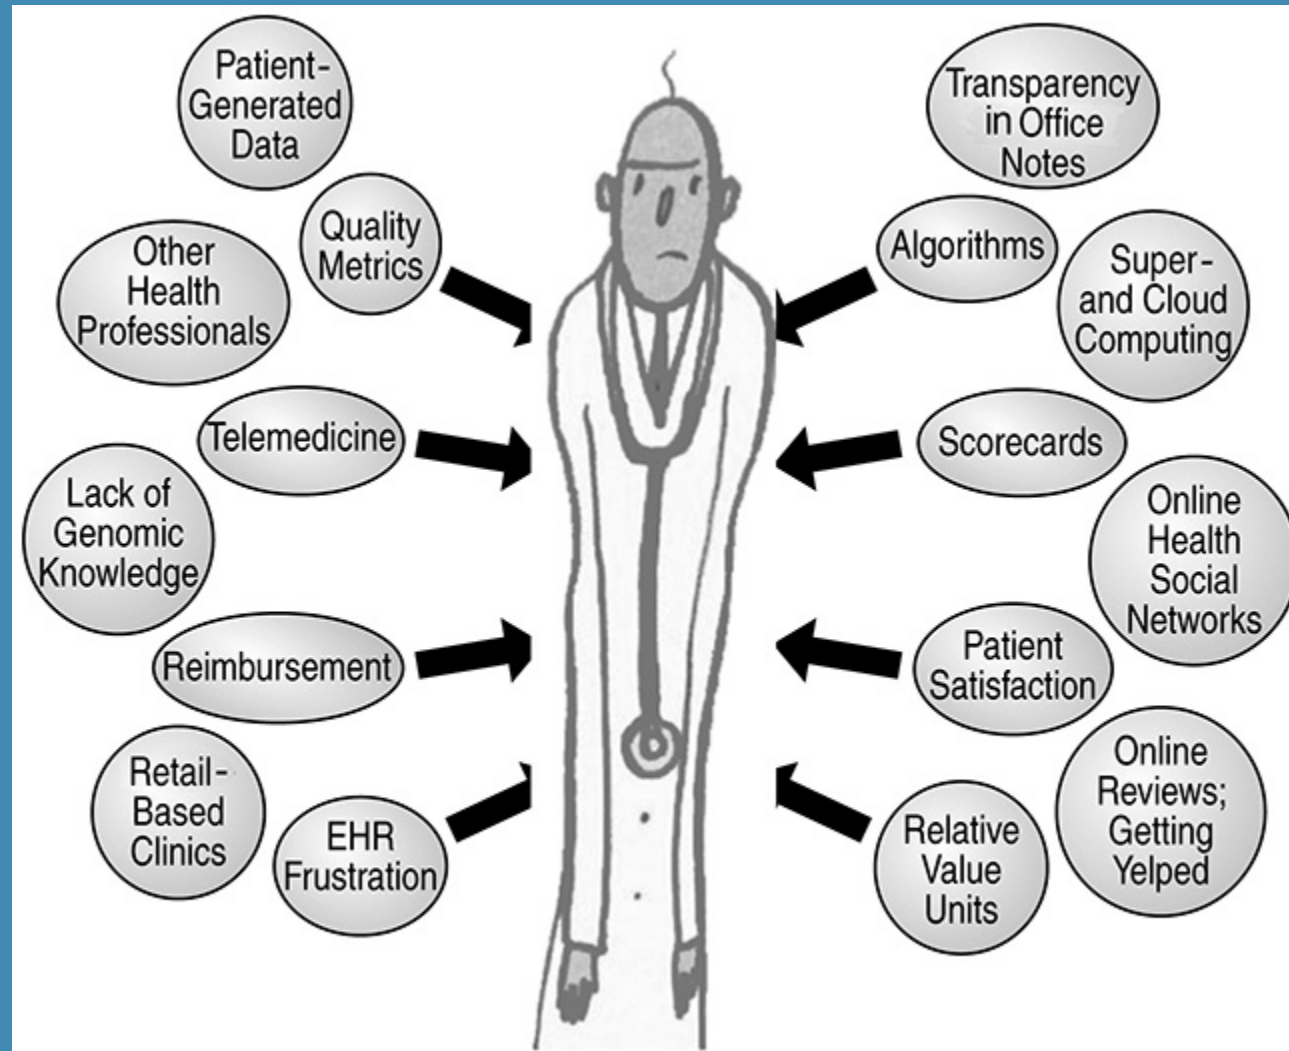 Patient-
Generated
Data
Quality
Metrics
Other
Health
Professionals
Telemedicine
Lack of
Genomic
Knowledge
Reimbursement
Retail-
Based
Clinics
EHR
Frustration
Transparency
in Office
Notes
Algorithms
Super-
and Cloud
Computing
Scorecards
Online
Health
Social
Networks
Patient
Satisfaction
Online
Reviews;
Getting
Yelped
Relative
Value
Units